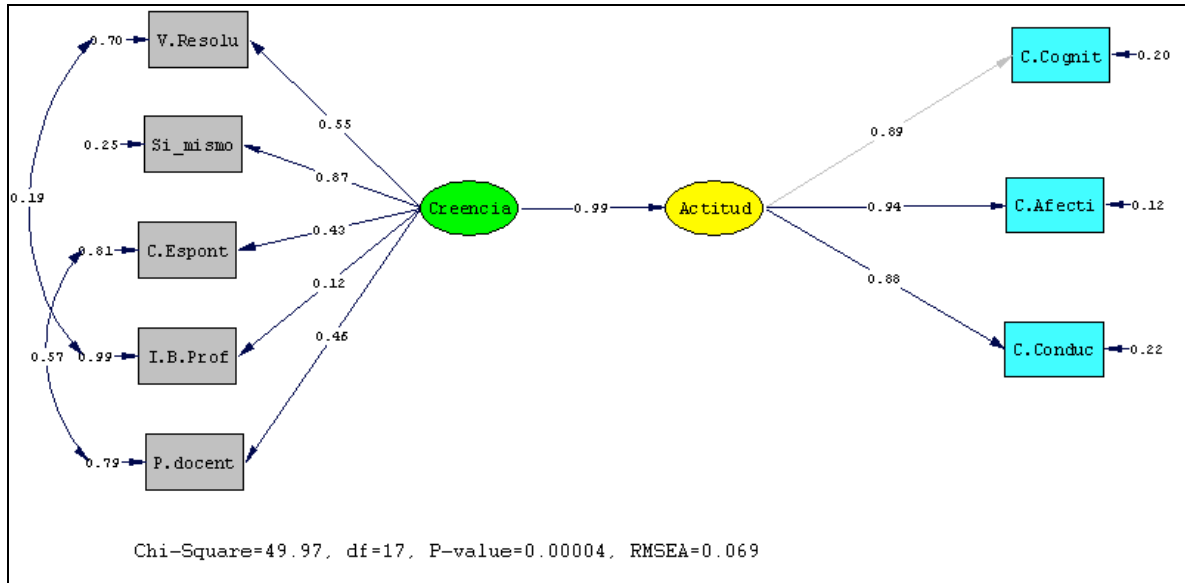 0.70 V.Resolu
C.Cognit 0.20
0.55
0.25 Si_mismo
0.89
0.87
0.19
Creencia 0.99 Actitud
0.94 C.Afecti 0.12
0.43
0.81 C.Espont
0.12
0.88
0.46
0.57 0.99 I.B.Prof
C.Conduc 0.22
0.79 P.docent
Chi-Square=49.97, df=17, P-value=0.00004, RMSEA=0.069